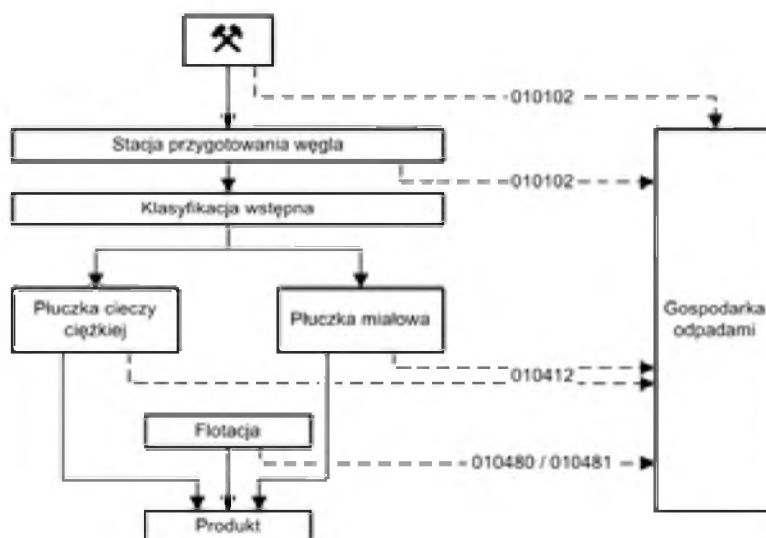 010102
Stacja przygotowania węgla
010102
Klasyfikacja wstępna
Płuczka cieczy
ciężkiej
Płuczka miałowa
Gospodarka
odpadami
010412
Flotacja
010480 / 010481
Produkt